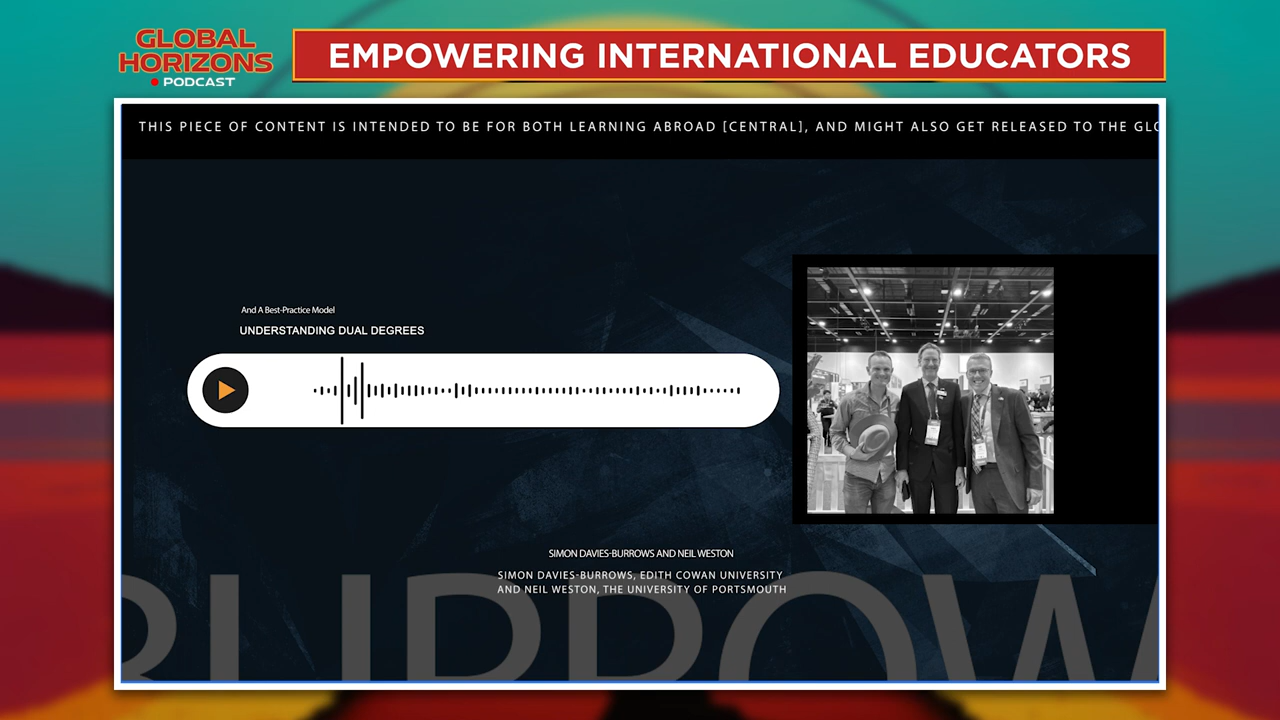 GLOBAL
HORIZONS
PODCAST
EMPOWERING INTERNATIONAL EDUCATORS
THIS PIECE OF CONTENT IS INTENDED TO BE FOR BOTH LEARNING ABROAD [CENTRAL], AND MIGHT ALSO GET RELEASED TO THE
And A Best-Practice Model
UNDERSTANDING DUAL DEGREES
SIMON DAVIES-BURROWS AND NEIL WESTON
SIMON DAVIES-BURROWS, EDITH COWAN UNIVERSITY
AND NEIL WESTON, THE UNIVERSITY OF PORTSMOUTH
BURROW